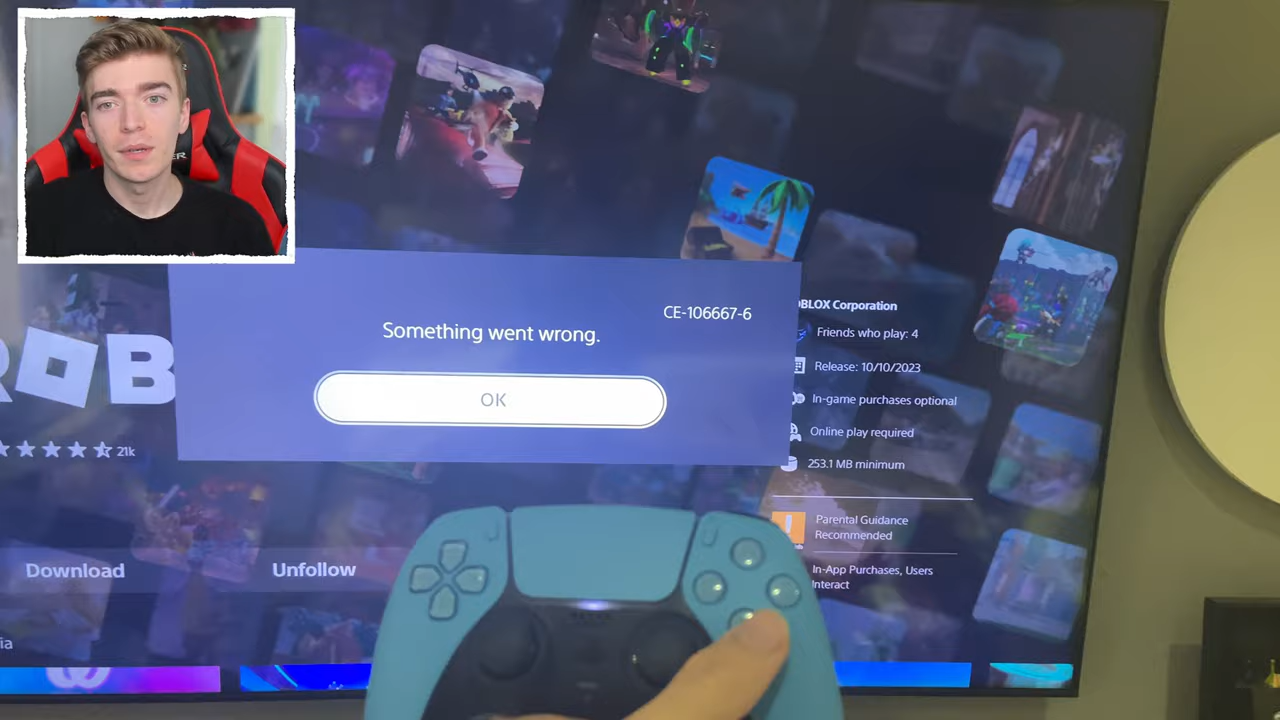 CE-106667-6
Something went wrong.
OK
ROB
21k
Download
Unfollow
BLOX Corporation
Friends who play: 4
Release: 10/10/2023
In-game purchases optional
Online play required
253.1 MB minimum
Parental Guidance
Recommended
In-App Purchases, Users
Interact